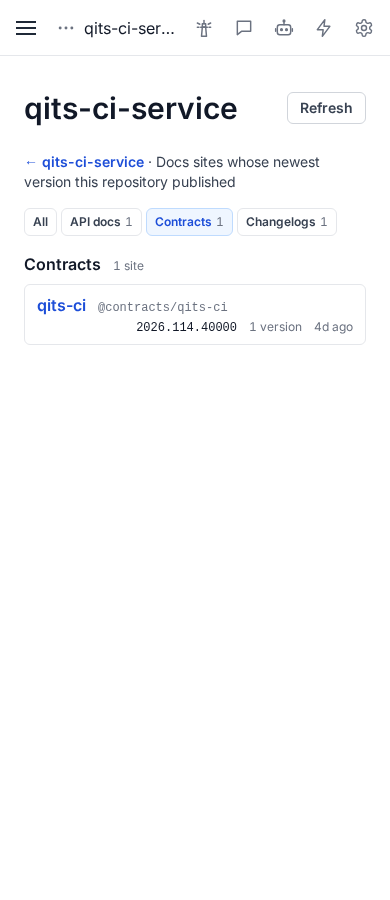 qits-ci-ser...
qits-ci-service
Refresh
← qits-ci-service · Docs sites whose newest
version this repository published
All
API docs 1
Contracts 1
Changelogs 1
Contracts 1 site
qits-ci @contracts/qits-ci
2026.114.40000 1 version 4d ago